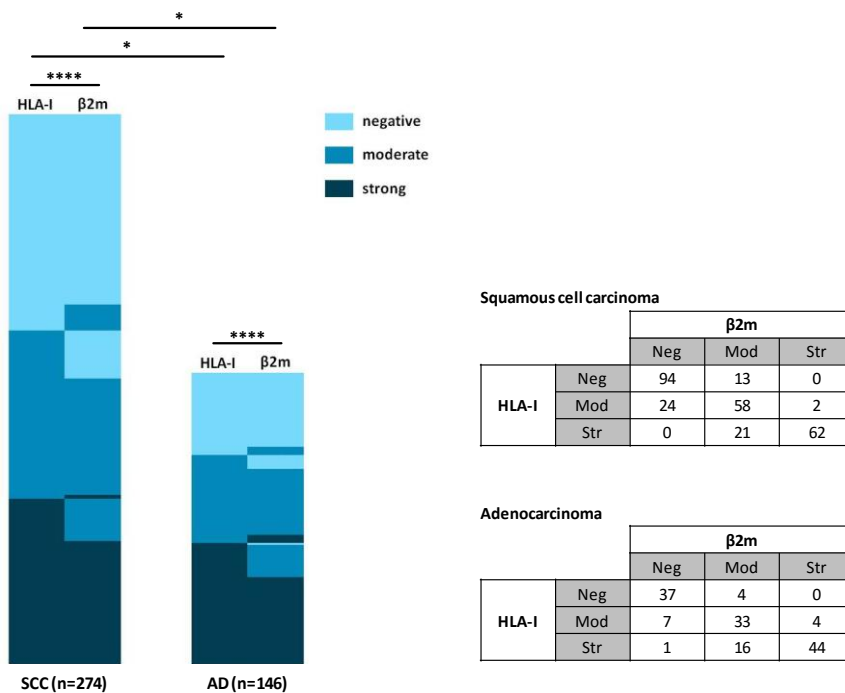 *
*
****
HLA-I β2m
negative
moderate
strong
Squamous cell carcinoma
β2m
Neg Mod Str
HLA-I
Neg 94 13 0
Mod 24 58 2
Str 0 21 62
****
HLA-I β2m
Adenocarcinoma
β2m
Neg Mod Str
HLA-I
Neg 37 4 0
Mod 7 33 4
Str 1 16 44
SCC (n=274) AD (n=146)